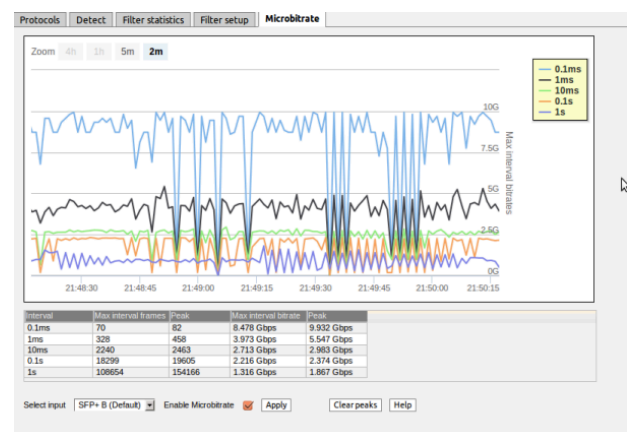 Protocols Detect Filter statistics Filter setup Microbitrate
Zoom 4h 1h 5m 2m
0.1ms
1ms
10ms
0.1s
1s
10G
7.5G
5G
2.5G
0G
Max interval bitrates
21:48:30 21:48:45 21:49:00 21:49:15 21:49:30 21:49:45 21:50:00 21:50:15
Interval Max interval frames Peak Max interval bitrate Peak
0.1ms 70 82 8.478 Gbps 9.932 Gbps
1ms 328 458 3.973 Gbps 5.547 Gbps
10ms 2240 2463 2.713 Gbps 2.983 Gbps
0.1s 18299 19605 2.216 Gbps 2.374 Gbps
1s 108654 154166 1.316 Gbps 1.867 Gbps
Select input SFP+ B (Default) Enable Microbitrate Apply Clear peaks Help